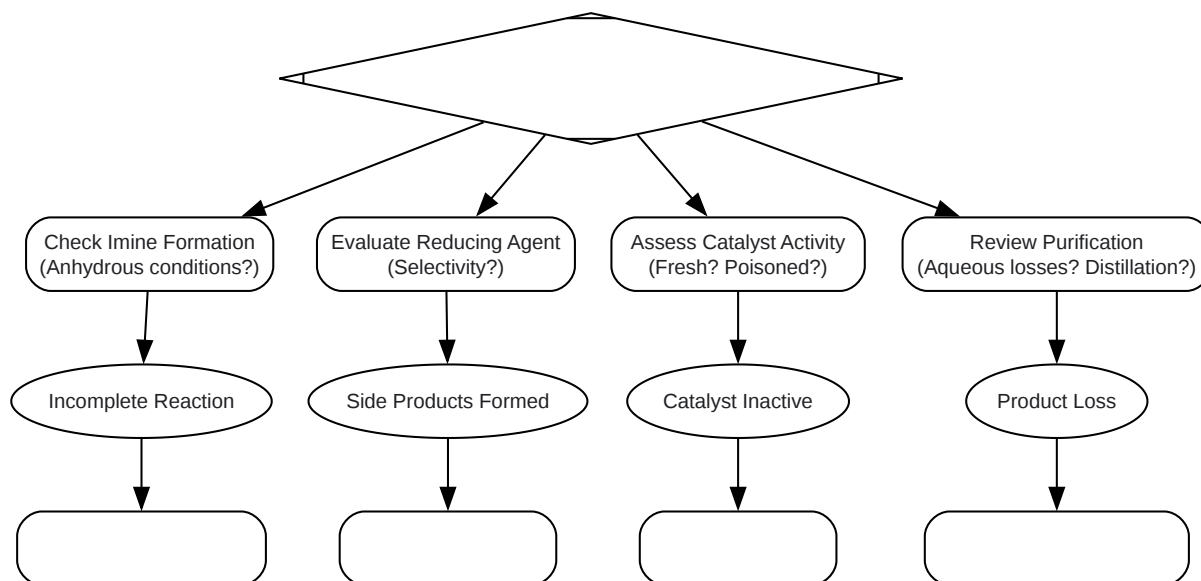 Check Imine Formation
(Anhydrous conditions?)
Evaluate Reducing Agent
(Selectivity?)
Assess Catalyst Activity
(Fresh? Poisoned?)
Review Purification
(Aqueous losses? Distillation?)
Incomplete Reaction
Side Products Formed
Catalyst Inactive
Product Loss